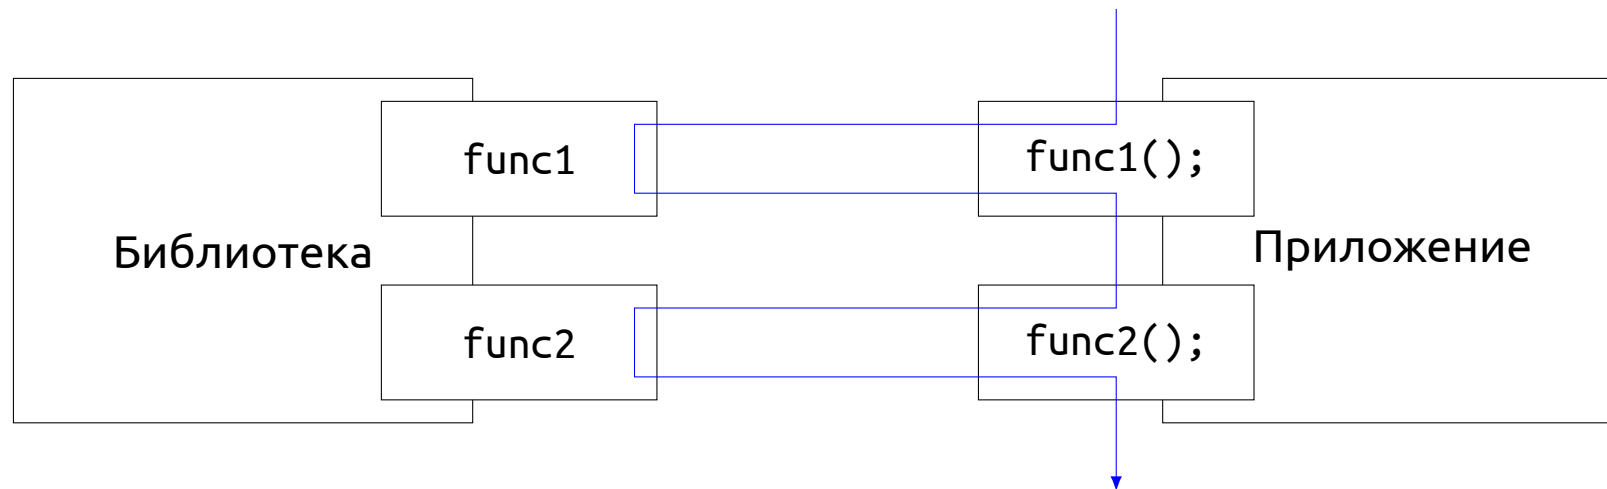 func1
func1();
Библиотека
Приложение
func2
func2();